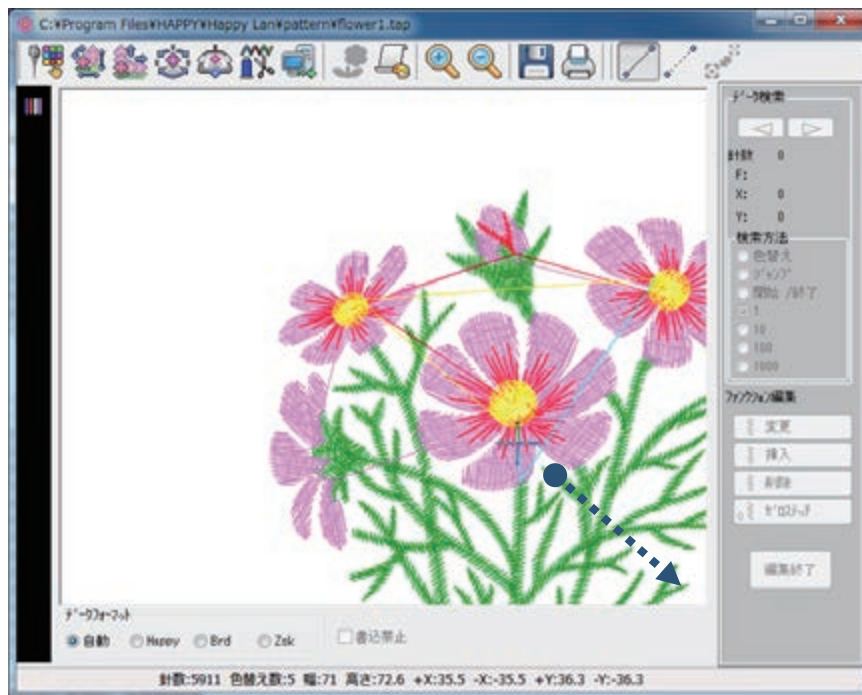 C:¥Program Files¥HAPPY¥Happy Lan¥pattern¥flower1.tap
データ検索
針数 0
F:
X: 0
Y: 0
検索方法
色替え
ジャンプ
開始 /終了
1
10
100
1000
ファンクション編集
変更
挿入
削除
ゼロステッチ
編集終了
データフォーマット
自動 Happy Brd Zsk 書込禁止
針数:5911 色替え数:5 幅:71 高さ:72.6 +X:35.5 -X:-35.5 +Y:36.3 -Y:-36.3